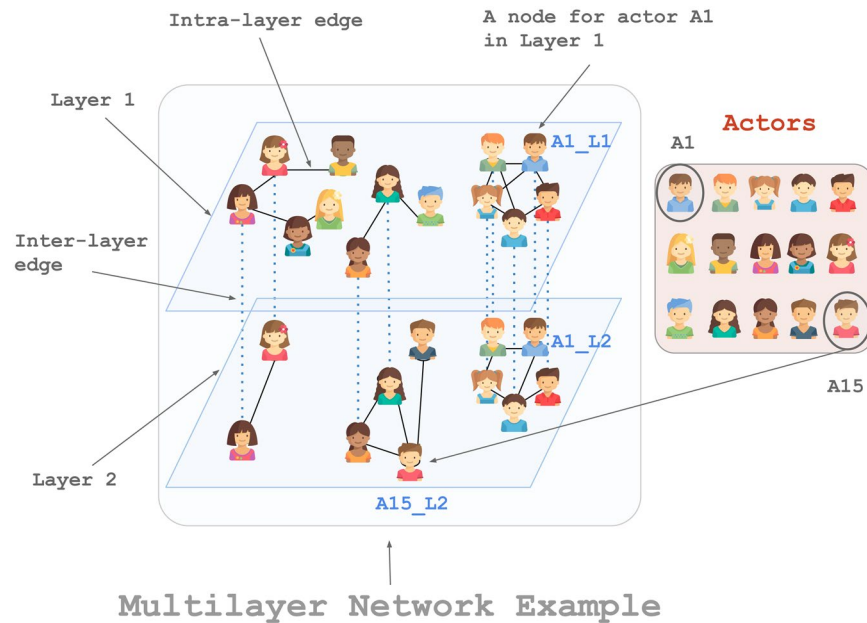 Intra-layer edge
A node for actor A1
in Layer 1
Layer 1
A1_L1
Actors
A1
Inter-layer
edge
A1_L2
A15
Layer 2
A15_L2
Multilayer Network Example